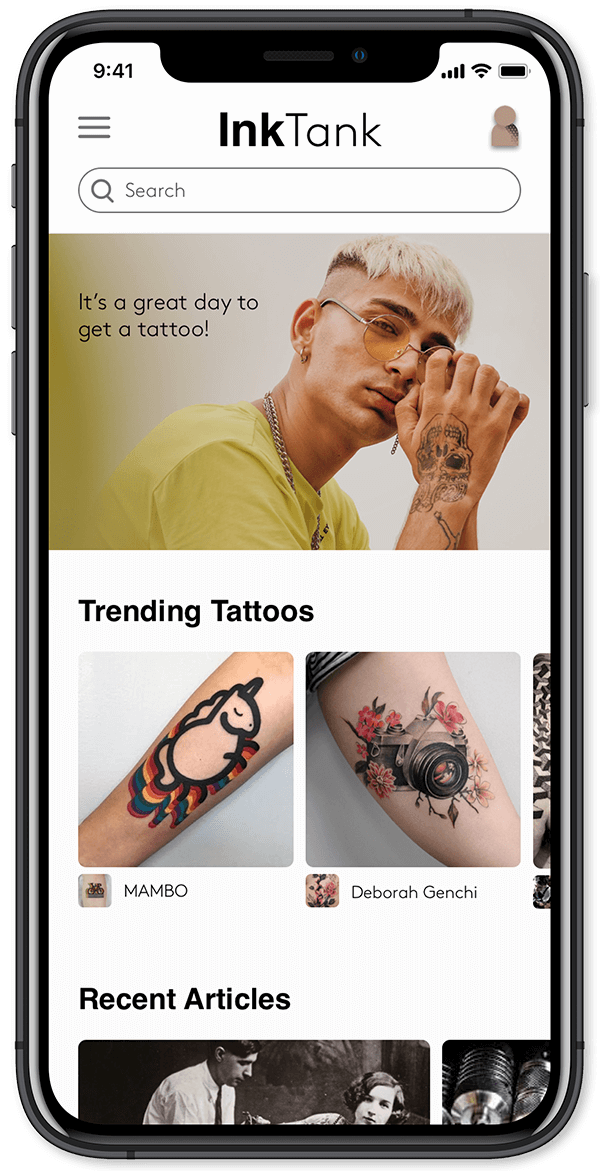 9:41
InkTank
Search
It’s a great day to
get a tattoo!
Trending Tattoos
MAMBO
Deborah Genchi
Recent Articles